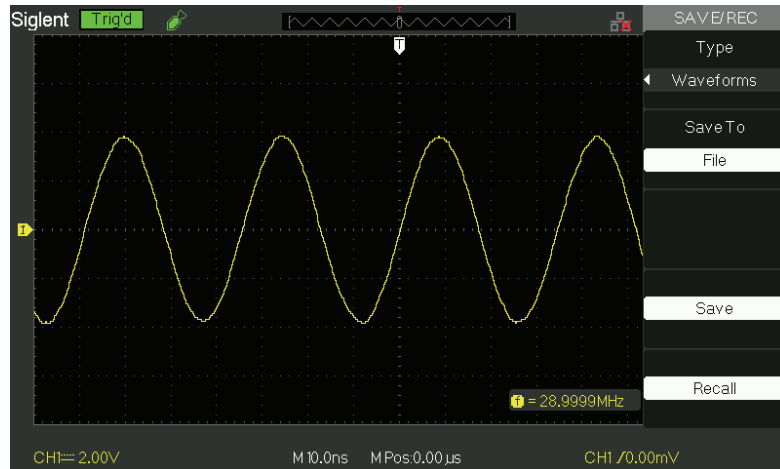 Siglent Trig'd SAVE/REC
T
Type
Waveforms
Save To
File
1
Save
Recall
f = 28.9999MHz
CH1 2.00V M 10.0ns M Pos:0.00µs CH1 /0.00mV